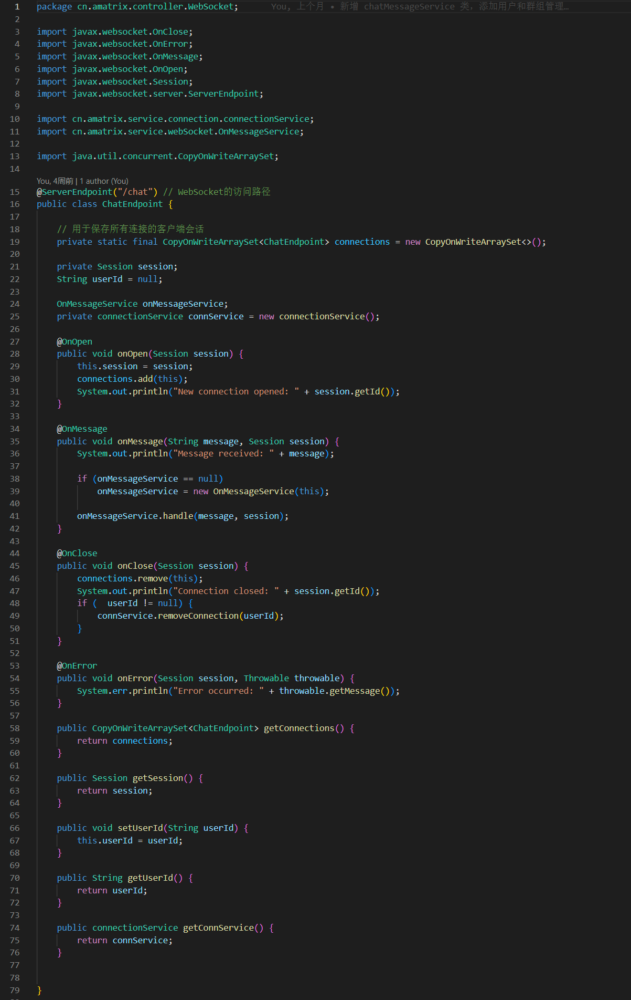 1 package cn.amatrix.controller.WebSocket; You, 上个月 • 新增 chatMessageService 类，添加用户和群组管理…
2
3 import javax.websocket.OnClose;
4 import javax.websocket.OnError;
5 import javax.websocket.OnMessage;
6 import javax.websocket.OnOpen;
7 import javax.websocket.Session;
8 import javax.websocket.server.ServerEndpoint;
9
10 import cn.amatrix.service.connection.connectionService;
11 import cn.amatrix.service.webSocket.OnMessageService;
12
13 import java.util.concurrent.CopyOnWriteArraySet;
14
You, 4周前 | 1 author (You)
15 @ServerEndpoint("/chat") // WebSocket的访问路径
16 public class ChatEndpoint {
17
18     // 用于保存所有连接的客户端会话
19     private static final CopyOnWriteArraySet<ChatEndpoint> connections = new CopyOnWriteArraySet<>();
20
21     private Session session;
22     String userId = null;
23
24     OnMessageService onMessageService;
25     private connectionService connService = new connectionService();
26
27     @OnOpen
28     public void onOpen(Session session) {
29         this.session = session;
30         connections.add(this);
31         System.out.println("New connection opened: " + session.getId());
32     }
33
34     @OnMessage
35     public void onMessage(String message, Session session) {
36         System.out.println("Message received: " + message);
37
38         if (onMessageService == null)
39             onMessageService = new OnMessageService(this);
40
41         onMessageService.handle(message, session);
42     }
43
44     @OnClose
45     public void onClose(Session session) {
46         connections.remove(this);
47         System.out.println("Connection closed: " + session.getId());
48         if (  userId != null) {
49             connService.removeConnection(userId);
50         }
51     }
52
53     @OnError
54     public void onError(Session session, Throwable throwable) {
55         System.err.println("Error occurred: " + throwable.getMessage());
56     }
57
58     public CopyOnWriteArraySet<ChatEndpoint> getConnections() {
59         return connections;
60     }
61
62     public Session getSession() {
63         return session;
64     }
65
66     public void setUserId(String userId) {
67         this.userId = userId;
68     }
69
70     public String getUserId() {
71         return userId;
72     }
73
74     public connectionService getConnService() {
75         return connService;
76     }
77
78
79 }